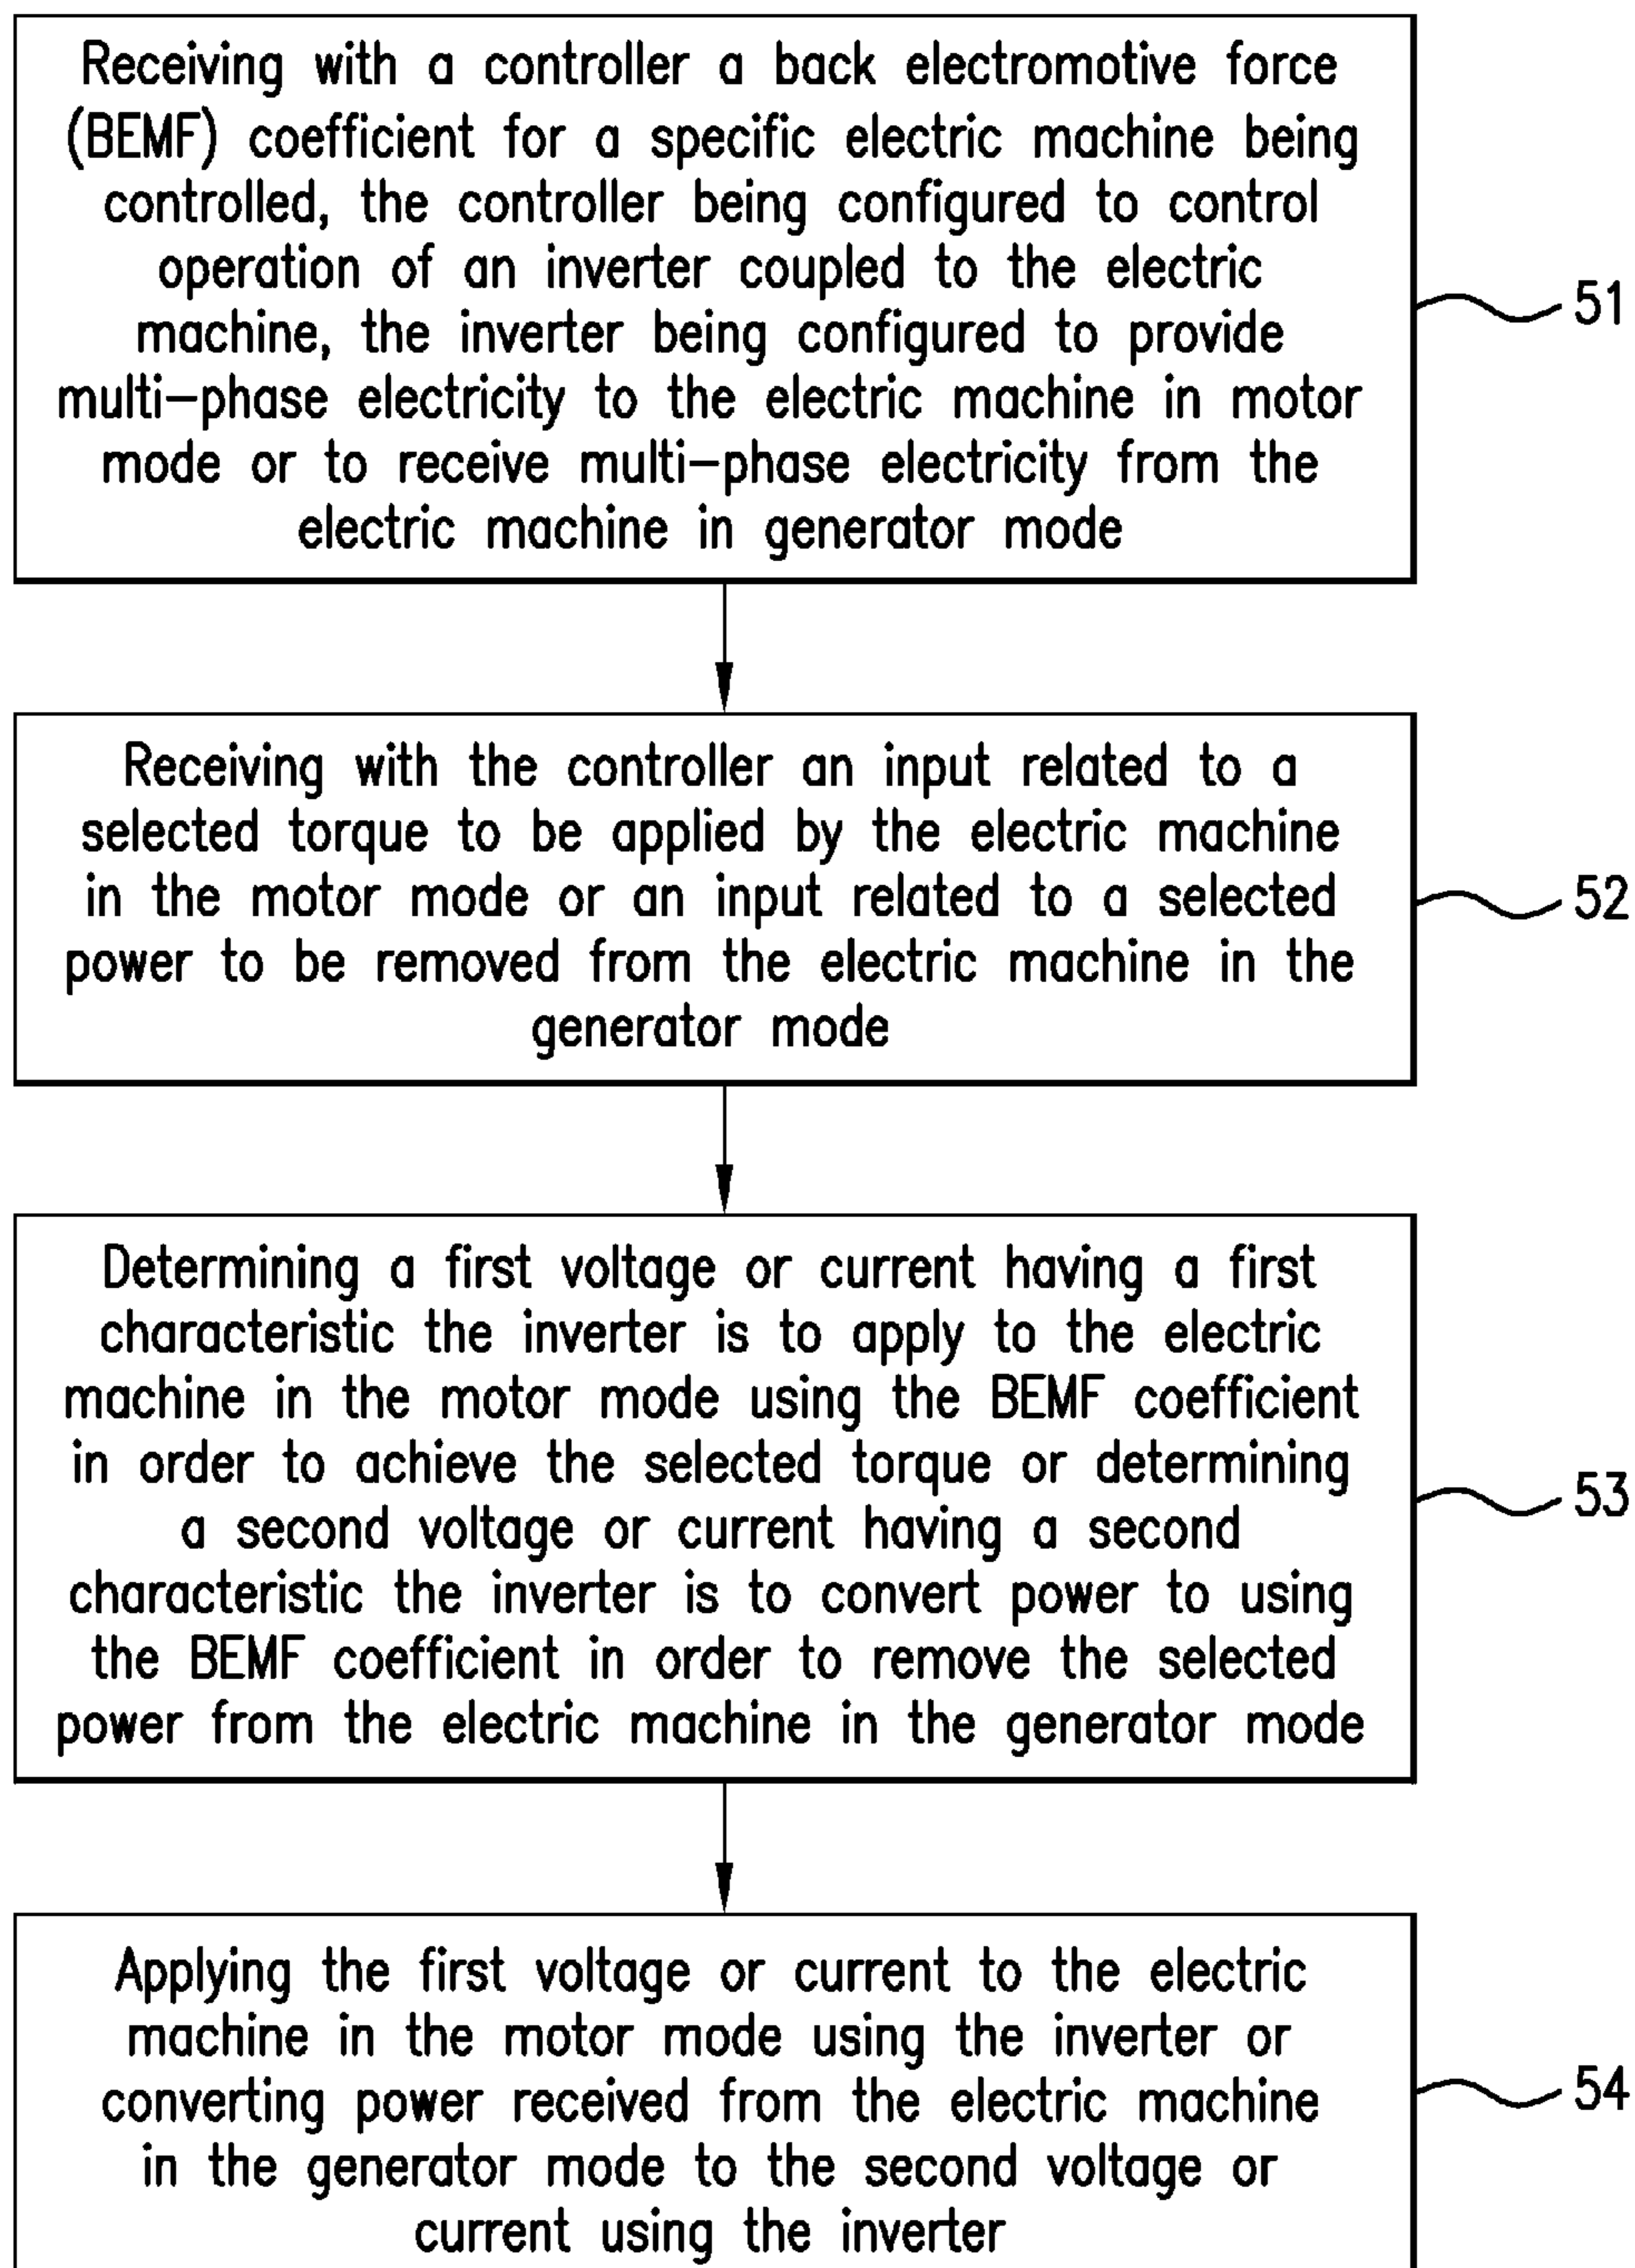 Receiving with a controller a back electromotive force
(BEMF) coefficient for a specific electric machine being
controlled, the controller being configured to control
operation of an inverter coupled to the electric
machine, the inverter being configured to provide
multi-phase electricity to the electric machine in motor
mode or to receive multi-phase electricity from the
electric machine in generator mode
51
Receiving with the controller an input related to a
selected torque to be applied by the electric machine
in the motor mode or an input related to a selected
power to be removed from the electric machine in the
generator mode
52
Determining a first voltage or current having a first
characteristic the inverter is to apply to the electric
machine in the motor mode using the BEMF coefficient
in order to achieve the selected torque or determining
a second voltage or current having a second
characteristic the inverter is to convert power to using
the BEMF coefficient in order to remove the selected
power from the electric machine in the generator mode
53
Applying the first voltage or current to the electric
machine in the motor mode using the inverter or
converting power received from the electric machine
in the generator mode to the second voltage or
current using the inverter
54